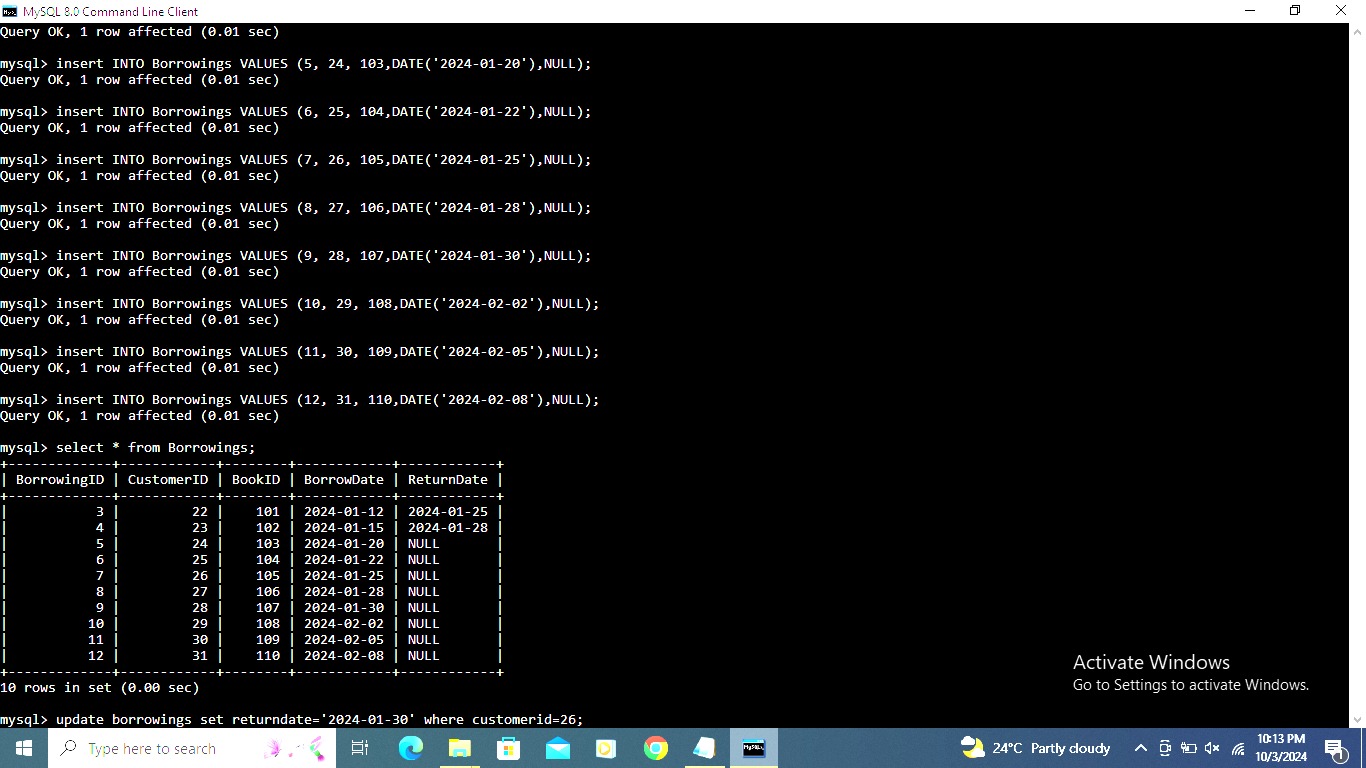 MySQL 8.0 Command Line Client
Query OK, 1 row affected (0.01 sec)
mysql> insert INTO Borrowings VALUES (5, 24, 103,DATE('2024-01-20'),NULL);
Query OK, 1 row affected (0.01 sec)
mysql> insert INTO Borrowings VALUES (6, 25, 104,DATE('2024-01-22'),NULL);
Query OK, 1 row affected (0.01 sec)
mysql> insert INTO Borrowings VALUES (7, 26, 105,DATE('2024-01-25'),NULL);
Query OK, 1 row affected (0.01 sec)
mysql> insert INTO Borrowings VALUES (8, 27, 106,DATE('2024-01-28'),NULL);
Query OK, 1 row affected (0.01 sec)
mysql> insert INTO Borrowings VALUES (9, 28, 107,DATE('2024-01-30'),NULL);
Query OK, 1 row affected (0.01 sec)
mysql> insert INTO Borrowings VALUES (10, 29, 108,DATE('2024-02-02'),NULL);
Query OK, 1 row affected (0.01 sec)
mysql> insert INTO Borrowings VALUES (11, 30, 109,DATE('2024-02-05'),NULL);
Query OK, 1 row affected (0.01 sec)
mysql> insert INTO Borrowings VALUES (12, 31, 110,DATE('2024-02-08'),NULL);
Query OK, 1 row affected (0.01 sec)
mysql> select * from Borrowings;
+-------------+------------+--------+------------+------------+
| BorrowingID | CustomerID | BookID | BorrowDate | ReturnDate |
+-------------+------------+--------+------------+------------+
|           3 |         22 |    101 | 2024-01-12 | 2024-01-25 |
|           4 |         23 |    102 | 2024-01-15 | 2024-01-28 |
|           5 |         24 |    103 | 2024-01-20 | NULL       |
|           6 |         25 |    104 | 2024-01-22 | NULL       |
|           7 |         26 |    105 | 2024-01-25 | NULL       |
|           8 |         27 |    106 | 2024-01-28 | NULL       |
|           9 |         28 |    107 | 2024-01-30 | NULL       |
|          10 |         29 |    108 | 2024-02-02 | NULL       |
|          11 |         30 |    109 | 2024-02-05 | NULL       |
|          12 |         31 |    110 | 2024-02-08 | NULL       |
+-------------+------------+--------+------------+------------+
10 rows in set (0.00 sec)
mysql> update borrowings set returndate='2024-01-30' where customerid=26;
Activate Windows
Go to Settings to activate Windows.
Type here to search
24°C Partly cloudy
10:13 PM
10/3/2024
1